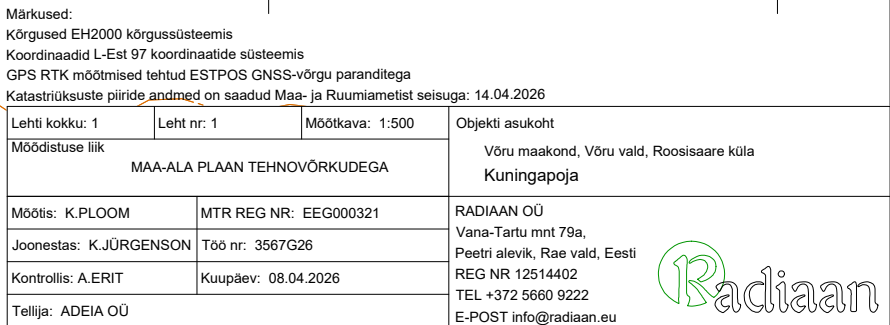 Märkused:
Kõrgused EH2000 kõrgussüsteemis
Koordinaadid L-Est 97 koordinaatide süsteemis
GPS RTK mõõtmised tehtud ESTPOS GNSS-võrgu paranditega
Katastriüksuste piiride andmed on saadud Maa- ja Ruumiametist seisuga: 14.04.2026
Lehti kokku: 1 Leht nr: 1 Mõõtkava: 1:500
Mõõdistuse liik
MAA-ALA PLAAN TEHNOVÕRKUDEGA
Objekti asukoht
Võru maakond, Võru vald, Roosisaare küla
Kuningapoja
Mõõtis: K.PLOOM MTR REG NR: EEG000321
Joonestas: K.JÜRGENSON Töö nr: 3567G26
Kontrollis: A.ERIT Kuupäev: 08.04.2026
Tellija: ADEIA OÜ
RADIAAN OÜ
Vana-Tartu mnt 79a,
Peetri alevik, Rae vald, Eesti
REG NR 12514402
TEL +372 5660 9222
E-POST info@radiaan.eu
Radiaan